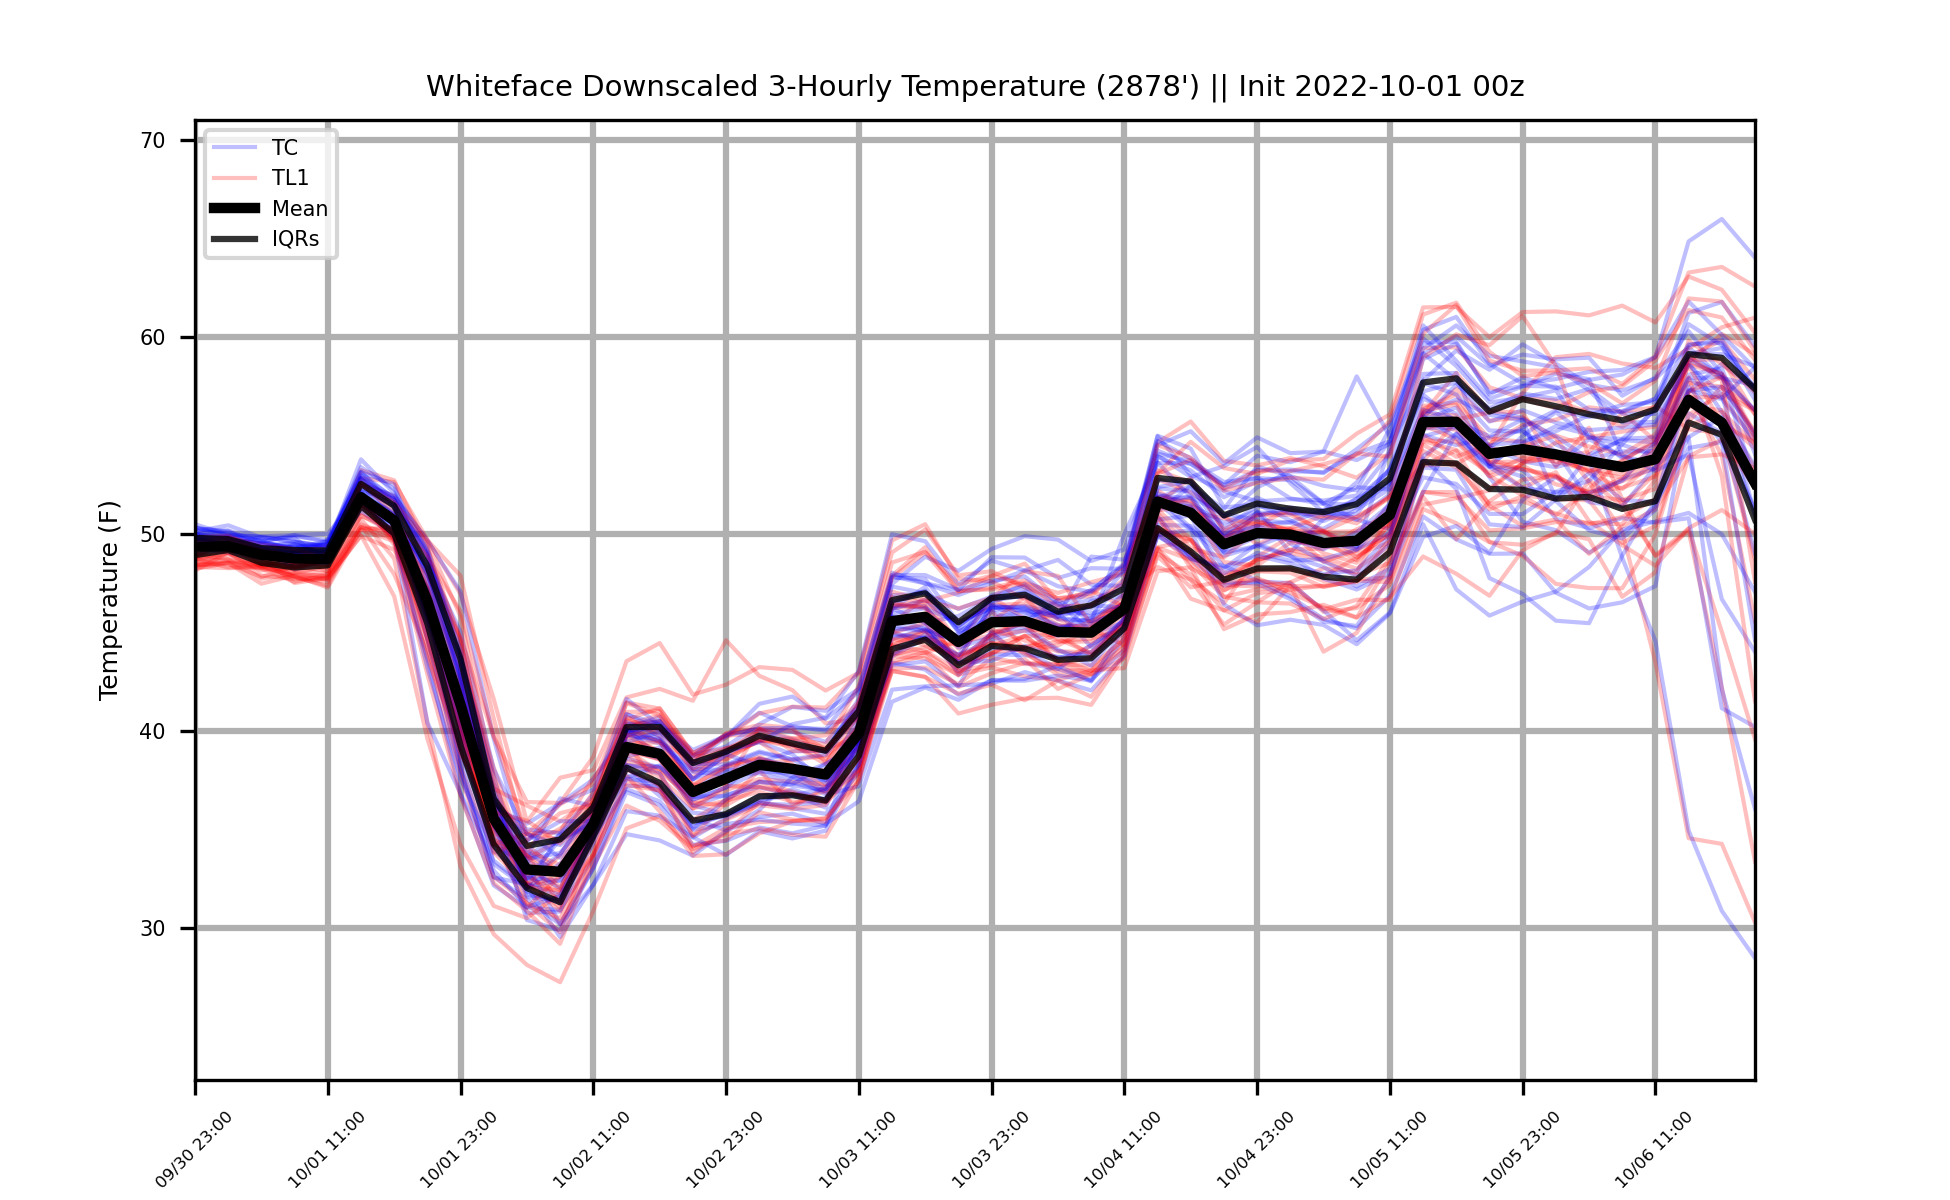 Whiteface Downscaled 3-Hourly Temperature (2878') || Init 2022-10-01 00z
TC
TL1
Mean
IQRs
Temperature (F)
70
60
50
40
30
09/30 23:00
10/01 11:00
10/01 23:00
10/02 11:00
10/02 23:00
10/03 11:00
10/03 23:00
10/04 11:00
10/04 23:00
10/05 11:00
10/05 23:00
10/06 11:00